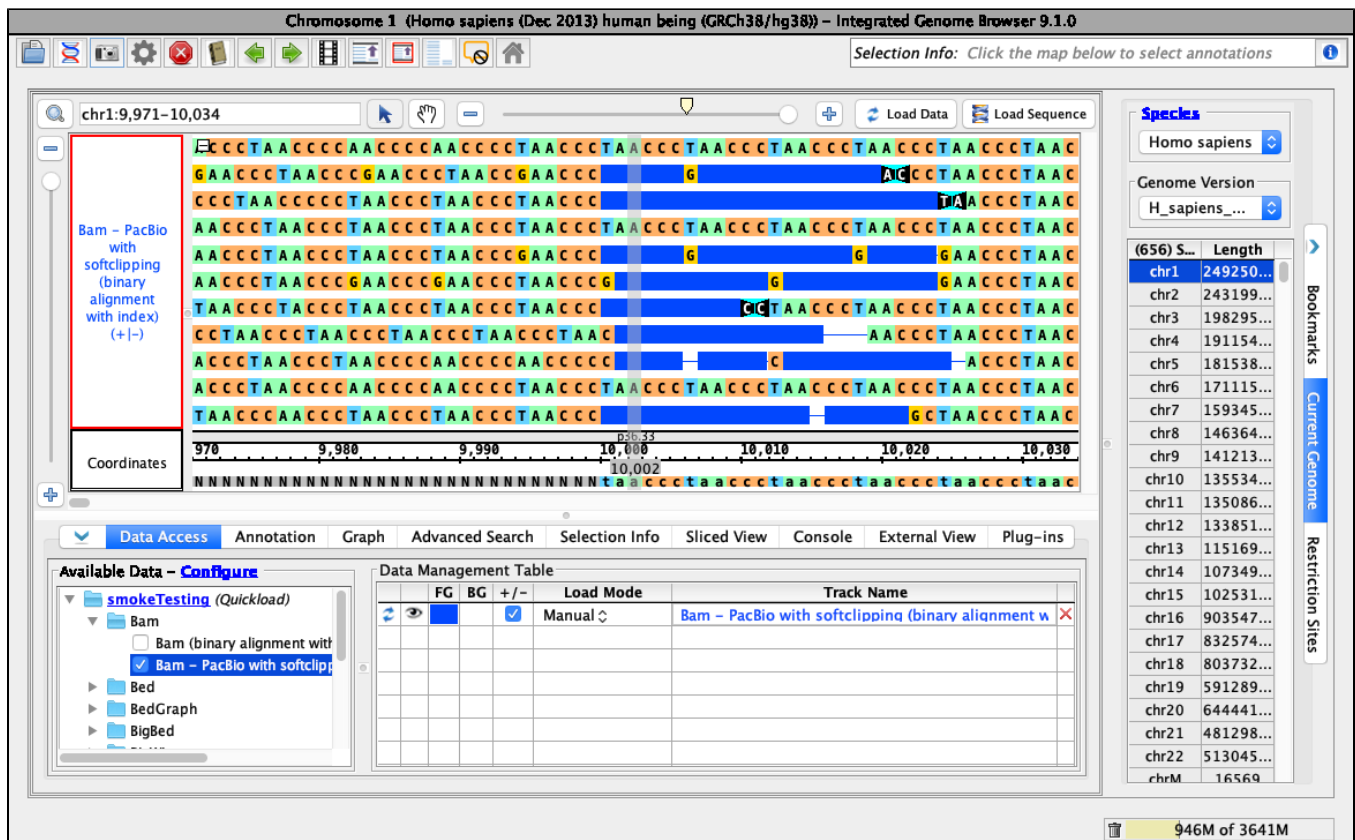 Chromosome 1 (Homo sapiens (Dec 2013) human being (GRCh38/hg38)) – Integrated Genome Browser 9.1.0
Selection Info: Click the map below to select annotations
chr1:9,971–10,034
Load Data
Load Sequence
Bam – PacBio
with
softclipping
(binary
alignment
with index)
(+|–)
Coordinates
p36.33
970 9,980 9,990 10,000 10,010 10,020 10,030
10,002
NNNNNNNNNNNNNNNNNNNNNNNNNNNNNtaaccctaaccctaaccctaaccctaaccctaac
Data Access Annotation Graph Advanced Search Selection Info Sliced View Console External View Plug-ins
Available Data – Configure
smokeTesting (Quickload)
Bam
Bam (binary alignment with
Bam – PacBio with softclipp
Bed
BedGraph
BigBed
Data Management Table
FG BG +/- Load Mode Track Name
Manual Bam – PacBio with softclipping (binary alignment w
Species
Homo sapiens
Genome Version
H_sapiens_...
(656) S... Length
chr1 249250...
chr2 243199...
chr3 198295...
chr4 191154...
chr5 181538...
chr6 171115...
chr7 159345...
chr8 146364...
chr9 141213...
chr10 135534...
chr11 135086...
chr12 133851...
chr13 115169...
chr14 107349...
chr15 102531...
chr16 903547...
chr17 832574...
chr18 803732...
chr19 591289...
chr20 644441...
chr21 481298...
chr22 513045...
chrM 16569
Bookmarks
Current Genome
Restriction Sites
946M of 3641M